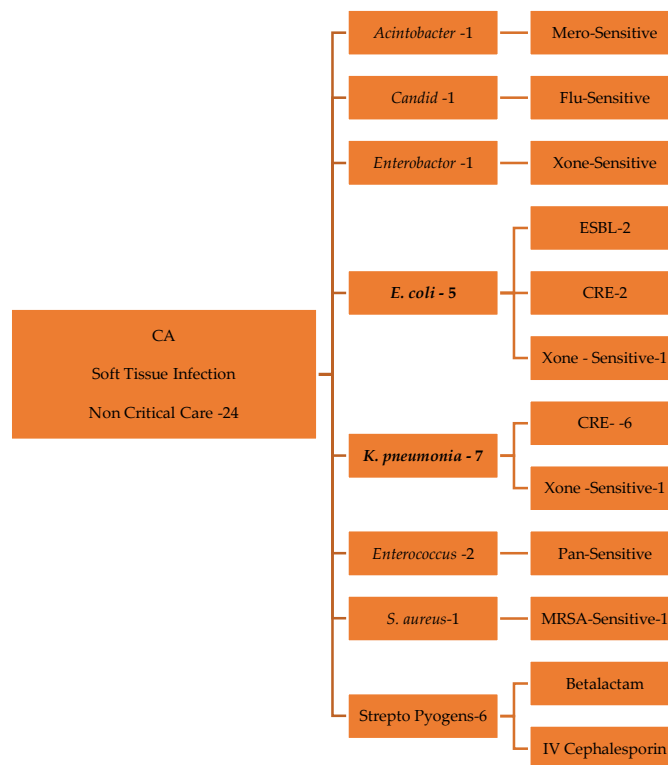 CA
Soft Tissue Infection
Non Critical Care -24
Acintobacter -1
Mero-Sensitive
Candid -1
Flu-Sensitive
Enterobactor -1
Xone-Sensitive
E. coli - 5
ESBL-2
CRE-2
Xone - Sensitive-1
K. pneumonia - 7
CRE- -6
Xone -Sensitive-1
Enterococcus -2
Pan-Sensitive
S. aureus-1
MRSA-Sensitive-1
Strepto Pyogens-6
Betalactam
IV Cephalesporin